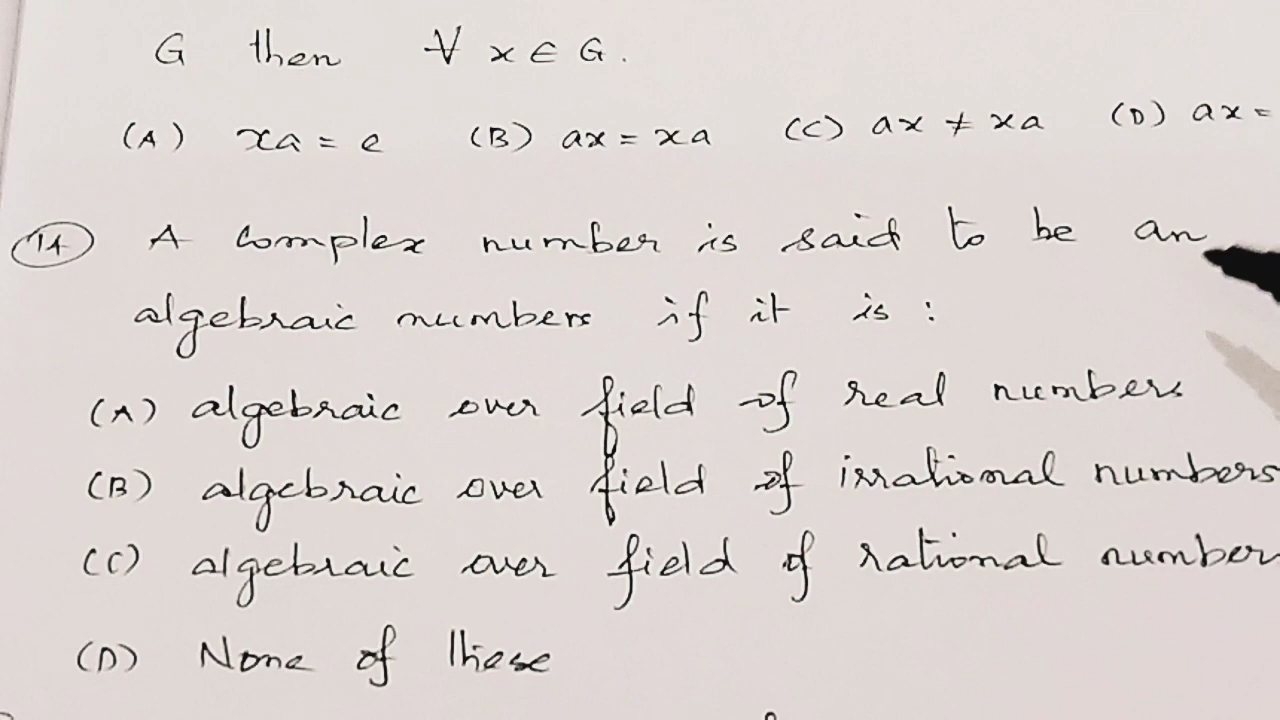 G then ∀ x ∈ G.
(A) xa = e (B) ax = xa (C) ax ≠ xa (D) ax =
14 A complex number is said to be an
algebraic numbers if it is :
(A) algebraic over field of real numbers
(B) algebraic over field of irrational numbers
(C) algebraic over field of rational number
(D) None of these